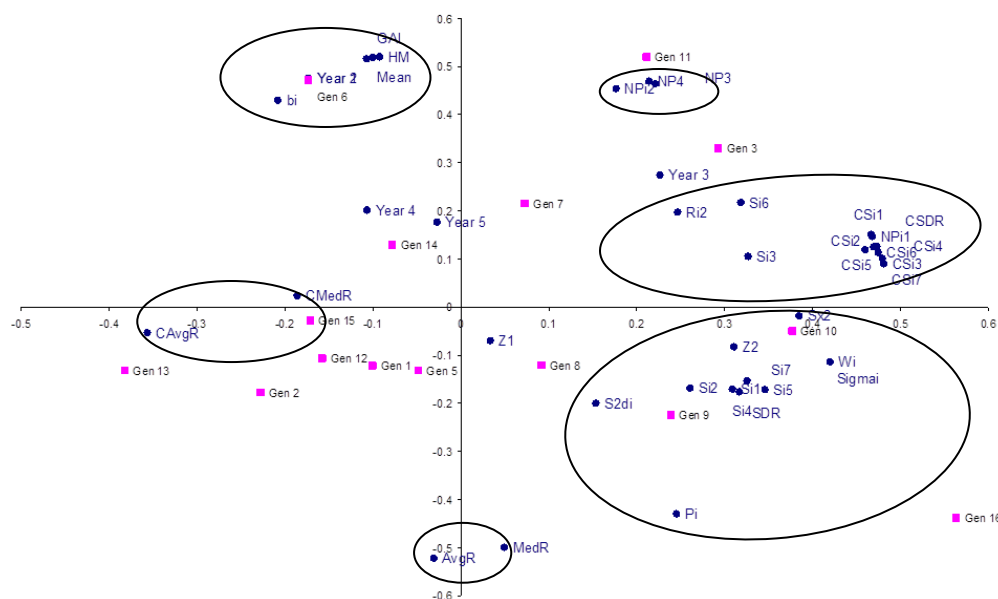 0.6
GAI
HM
Gen 11
0.5
Year 2
Mean
NP4
NP3
NPi2
Gen 6
bi
0.4
Gen 3
0.3
Year 3
Year 4
0.2
Gen 7
Si6
Ri2
CSi1
CSDR
Year 5
NPi1
CSi2
CSi4
Gen 14
CSi6
0.1
Si3
CSi5
CSi3
CSi7
CMedR
0
-0.5
-0.4
-0.3
-0.2
-0.1
0
0.1
0.2
0.3
0.4
0.5
0.6
Sx2
Gen 15
CAvgR
Gen 10
Z1
Z2
-0.1
Gen 12
Gen 1
Gen 8
Wi
Gen 13
Gen 5
Si7
Sigmai
Gen 2
Si2
Si1
Si5
-0.2
S2di
Si4
SDR
Gen 9
-0.3
-0.4
Pi
Gen 16
-0.5
MedR
AvgR
-0.6